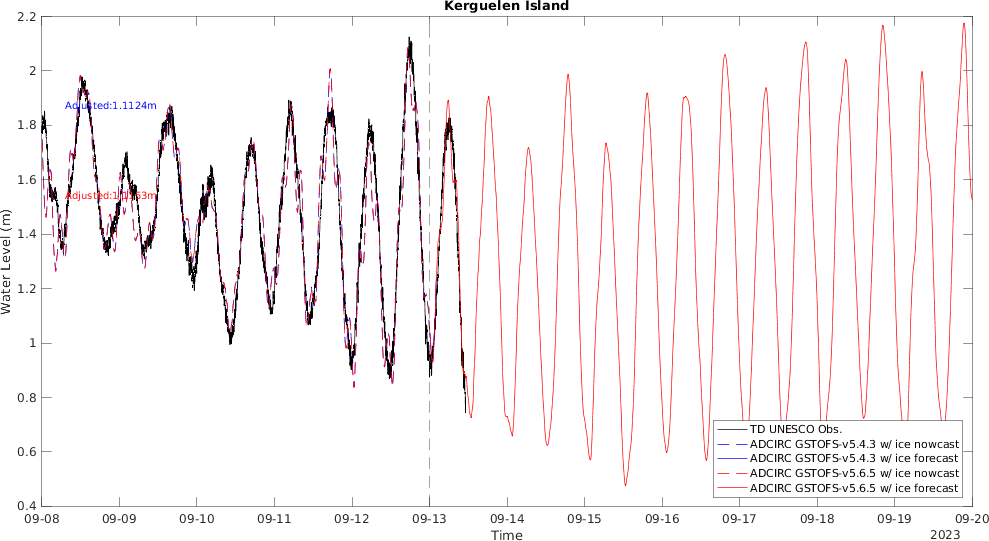 Kerguelen Island
2.2
2
1.8
1.6
1.4
1.2
1
0.8
0.6
0.4
Water Level (m)
Adjusted:1.1124m
TD UNESCO Obs.
ADCIRC GSTOFS-v5.4.3 w/ ice nowcast
ADCIRC GSTOFS-v5.4.3 w/ ice forecast
ADCIRC GSTOFS-v5.6.5 w/ ice nowcast
ADCIRC GSTOFS-v5.6.5 w/ ice forecast
09-08 09-09 09-10 09-11 09-12 09-13 09-14 09-15 09-16 09-17 09-18 09-19 09-20
Time
2023